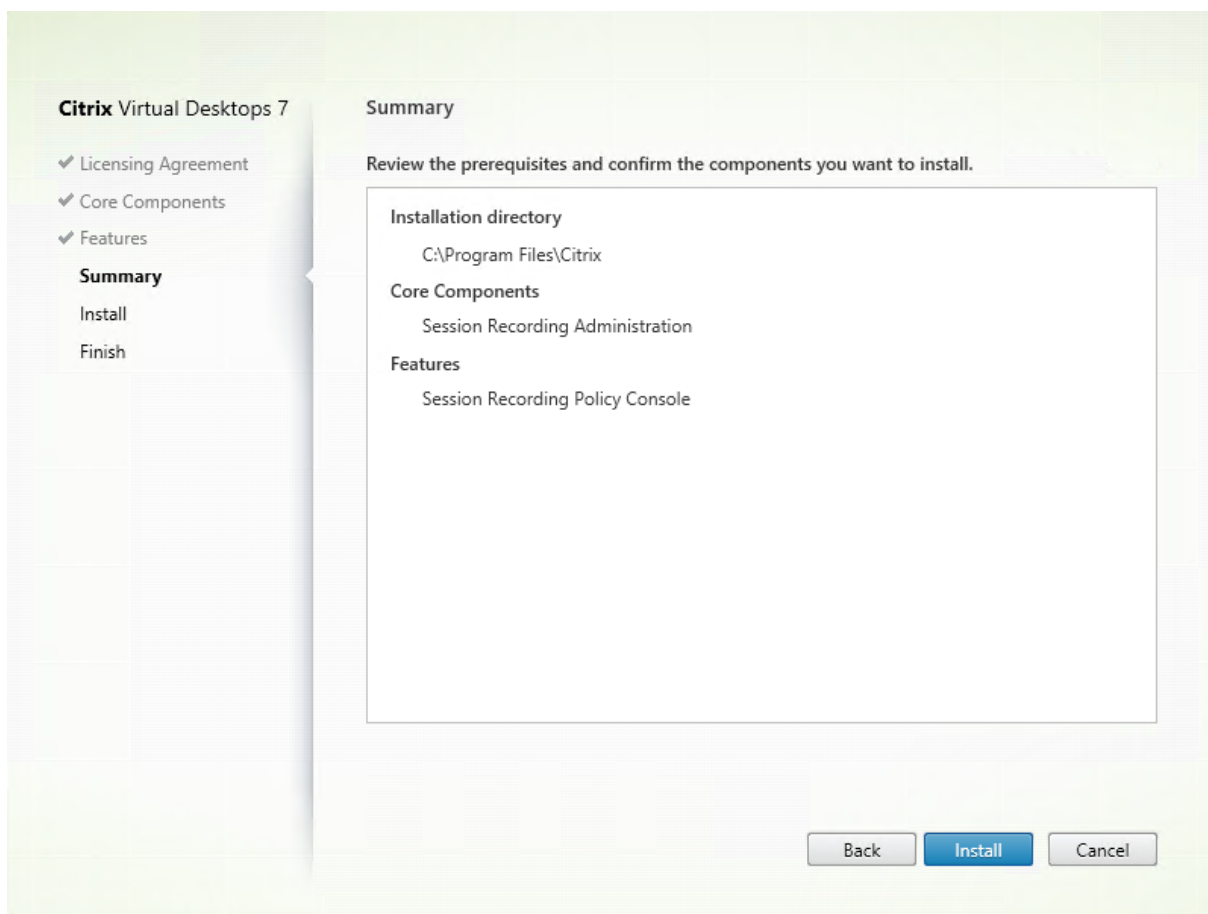 Citrix Virtual Desktops 7
Licensing Agreement
Core Components
Features
Summary
Install
Finish
Summary
Review the prerequisites and confirm the components you want to install.
Installation directory
C:\Program Files\Citrix
Core Components
Session Recording Administration
Features
Session Recording Policy Console
Back
Install
Cancel